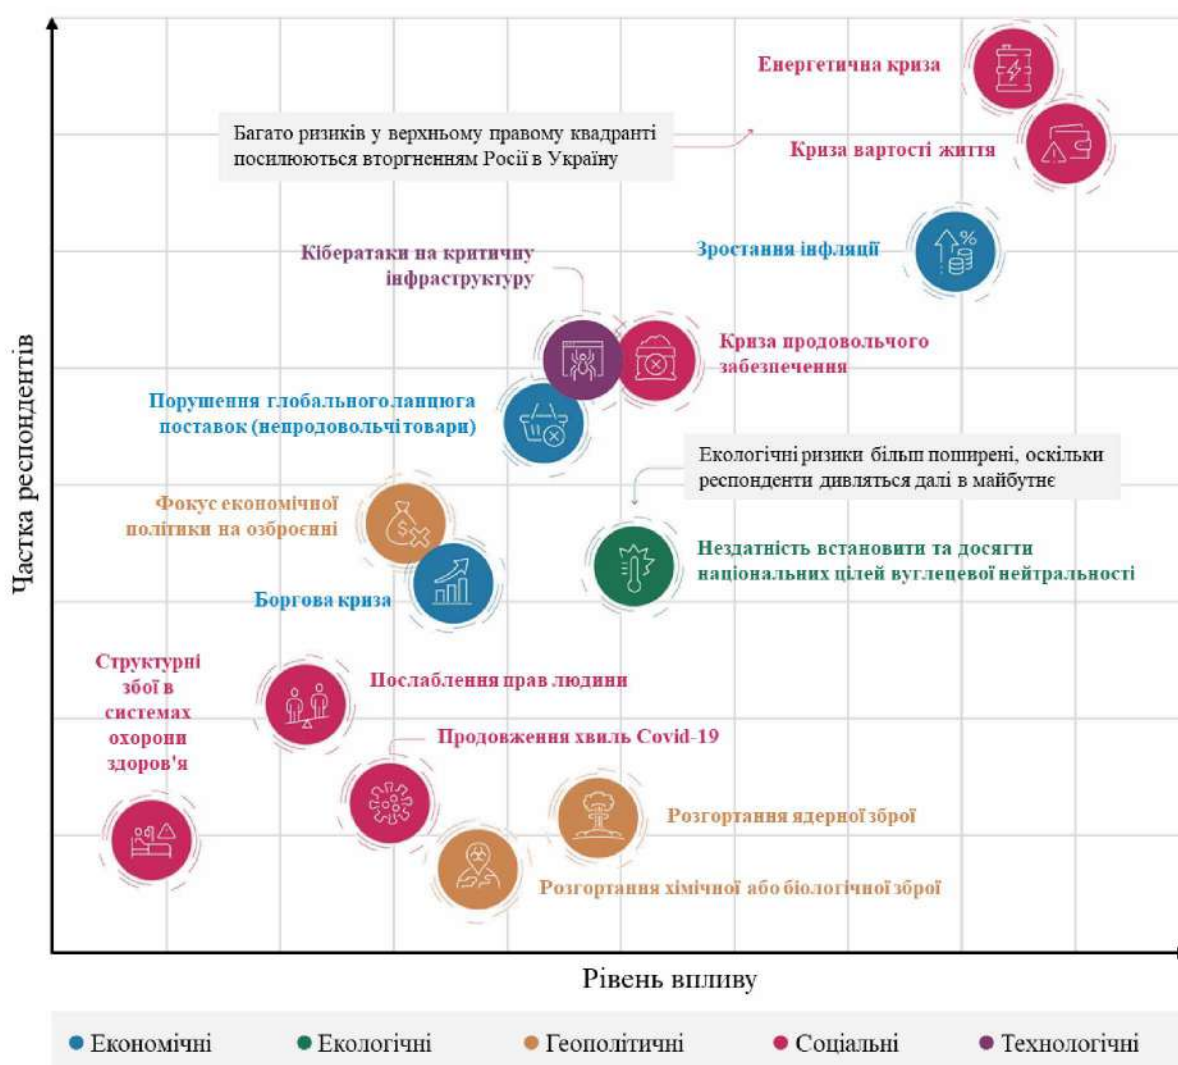 Енергетична криза
Багато ризиків у верхньому правому квадранті
посилюються вторгненням Росії в Україну
Криза вартості життя
Кібератаки на критичну
інфраструктуру
Зростання інфляції
Криза продовольчого
забезпечення
Порушення глобального ланцюга
поставок (непродовольчі товари)
Екологічні ризики більш поширені, оскільки
респонденти дивляться далі в майбутнє
Фокус економічної
політики на озброєнні
Нездатність встановити та досягти
національних цілей вуглецевої нейтральності
Боргова криза
Структурні
збої в
системах
охорони
здоров'я
Послаблення прав людини
Продовження хвиль Covid-19
Розгортання ядерної зброї
Розгортання хімічної або біологічної зброї
Частка респондентів
Рівень впливу
Економічні
Екологічні
Геополітичні
Соціальні
Технологічні